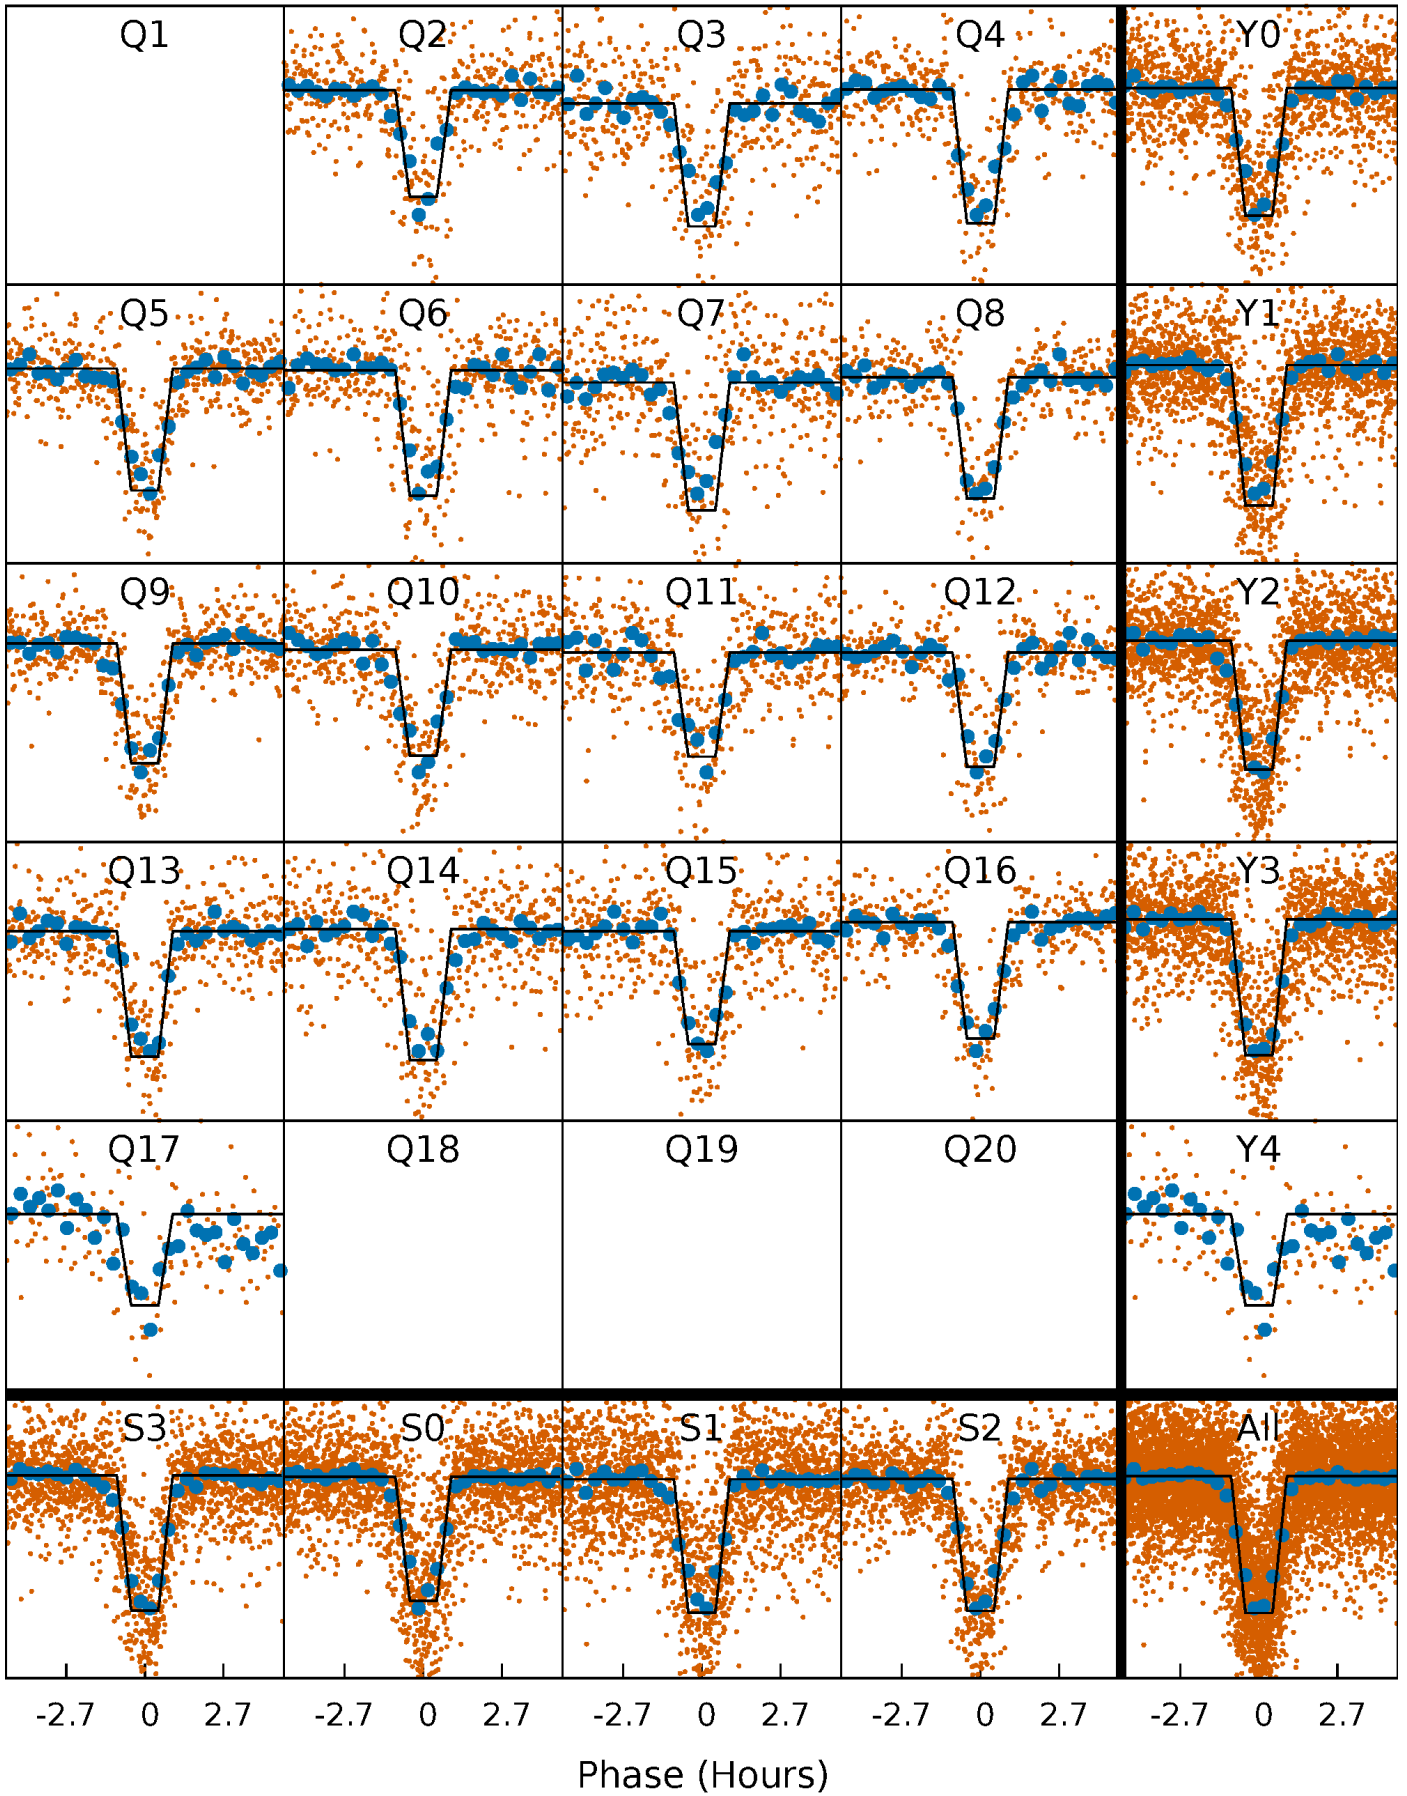 Q1 Q2 Q3 Q4 Y0
Q5 Q6 Q7 Q8 Y1
Q9 Q10 Q11 Q12 Y2
Q13 Q14 Q15 Q16 Y3
Q17 Q18 Q19 Q20 Y4
S3 S0 S1 S2 All
-2.7 0 2.7 -2.7 0 2.7 -2.7 0 2.7 -2.7 0 2.7 -2.7 0 2.7
Phase (Hours)